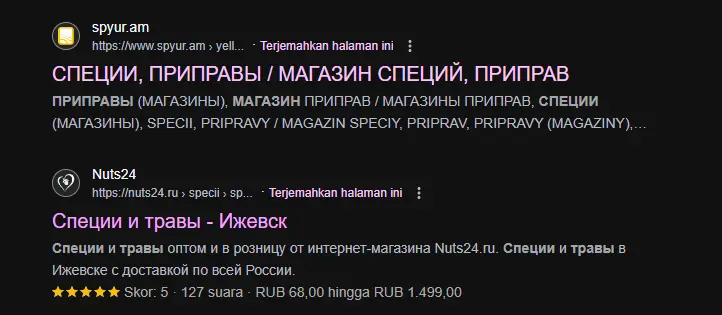 spyur.am
https://www.spyur.am › yell... · Terjemahkan halaman ini
СПЕЦИИ, ПРИПРАВЫ / МАГАЗИН СПЕЦИЙ, ПРИПРАВ
ПРИПРАВЫ (МАГАЗИНЫ), МАГАЗИН ПРИПРАВ / МАГАЗИНЫ ПРИПРАВ, СПЕЦИИ
(МАГАЗИНЫ), SPECII, PRIPRAVY / MAGAZIN SPECIY, PRIPRAV, PRIPRAVY (MAGAZINY),...
Nuts24
https://nuts24.ru › specii › sp... · Terjemahkan halaman ini
Специи и травы - Ижевск
Специи и травы оптом и в розницу от интернет-магазина Nuts24.ru. Специи и травы в
Ижевске с доставкой по всей России.
Skor: 5 · 127 suara · RUB 68,00 hingga RUB 1.499,00